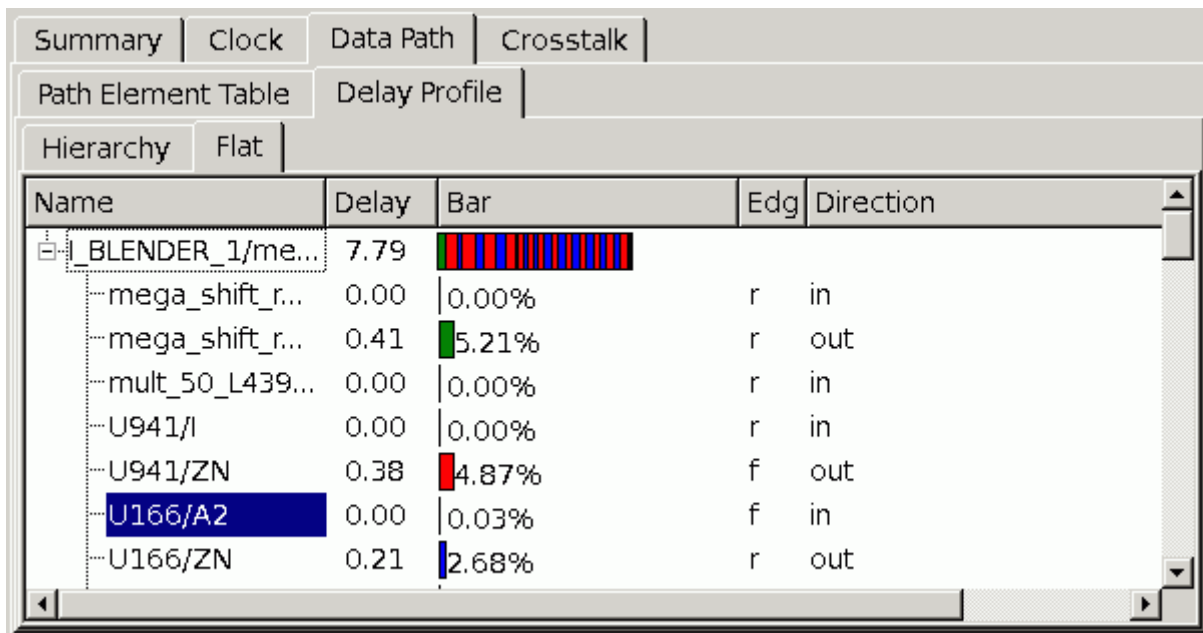 Summary Clock Data Path Crosstalk
Path Element Table Delay Profile
Hierarchy Flat
Name Delay Bar Edg Direction
I_BLENDER_1/me... 7.79
mega_shift_r... 0.00 0.00% r in
mega_shift_r... 0.41 5.21% r out
mult_50_L439... 0.00 0.00% r in
U941/I 0.00 0.00% r in
U941/ZN 0.38 4.87% f out
U166/A2 0.00 0.03% f in
U166/ZN 0.21 2.68% r out